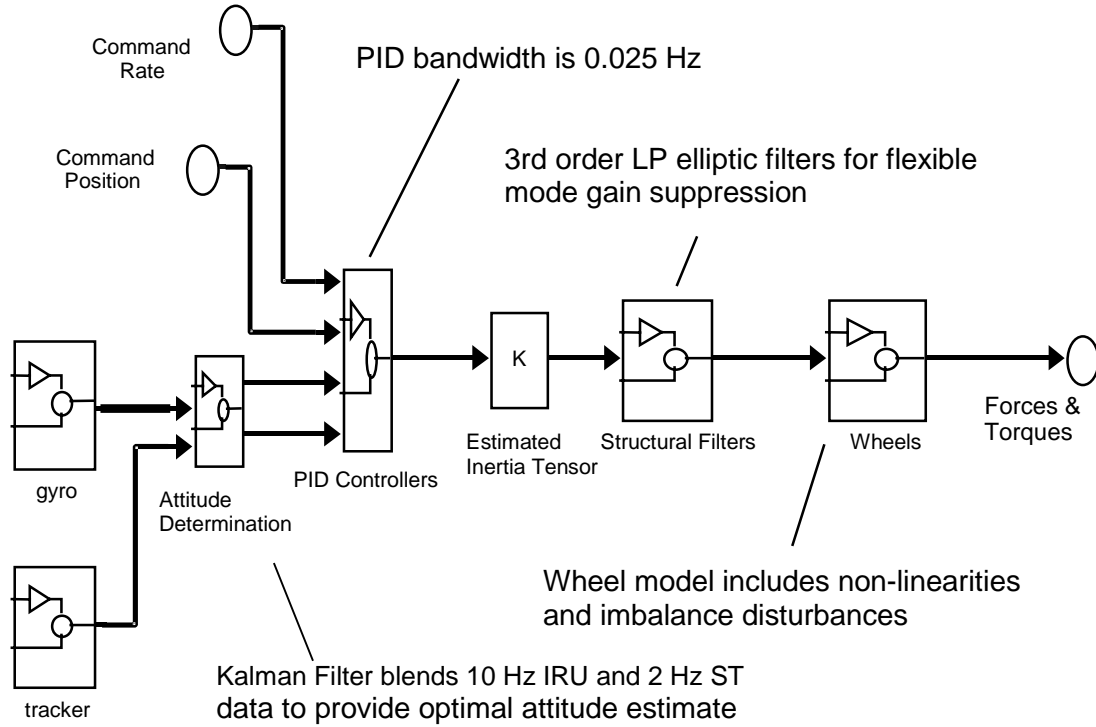 Command
Rate
PID bandwidth is 0.025 Hz
Command
Position
3rd order LP elliptic filters for flexible
mode gain suppression
K
gyro
Attitude
Determination
PID Controllers
Estimated
Inertia Tensor
Structural Filters
Wheels
Forces &
Torques
tracker
Wheel model includes non-linearities
and imbalance disturbances
Kalman Filter blends 10 Hz IRU and 2 Hz ST
data to provide optimal attitude estimate